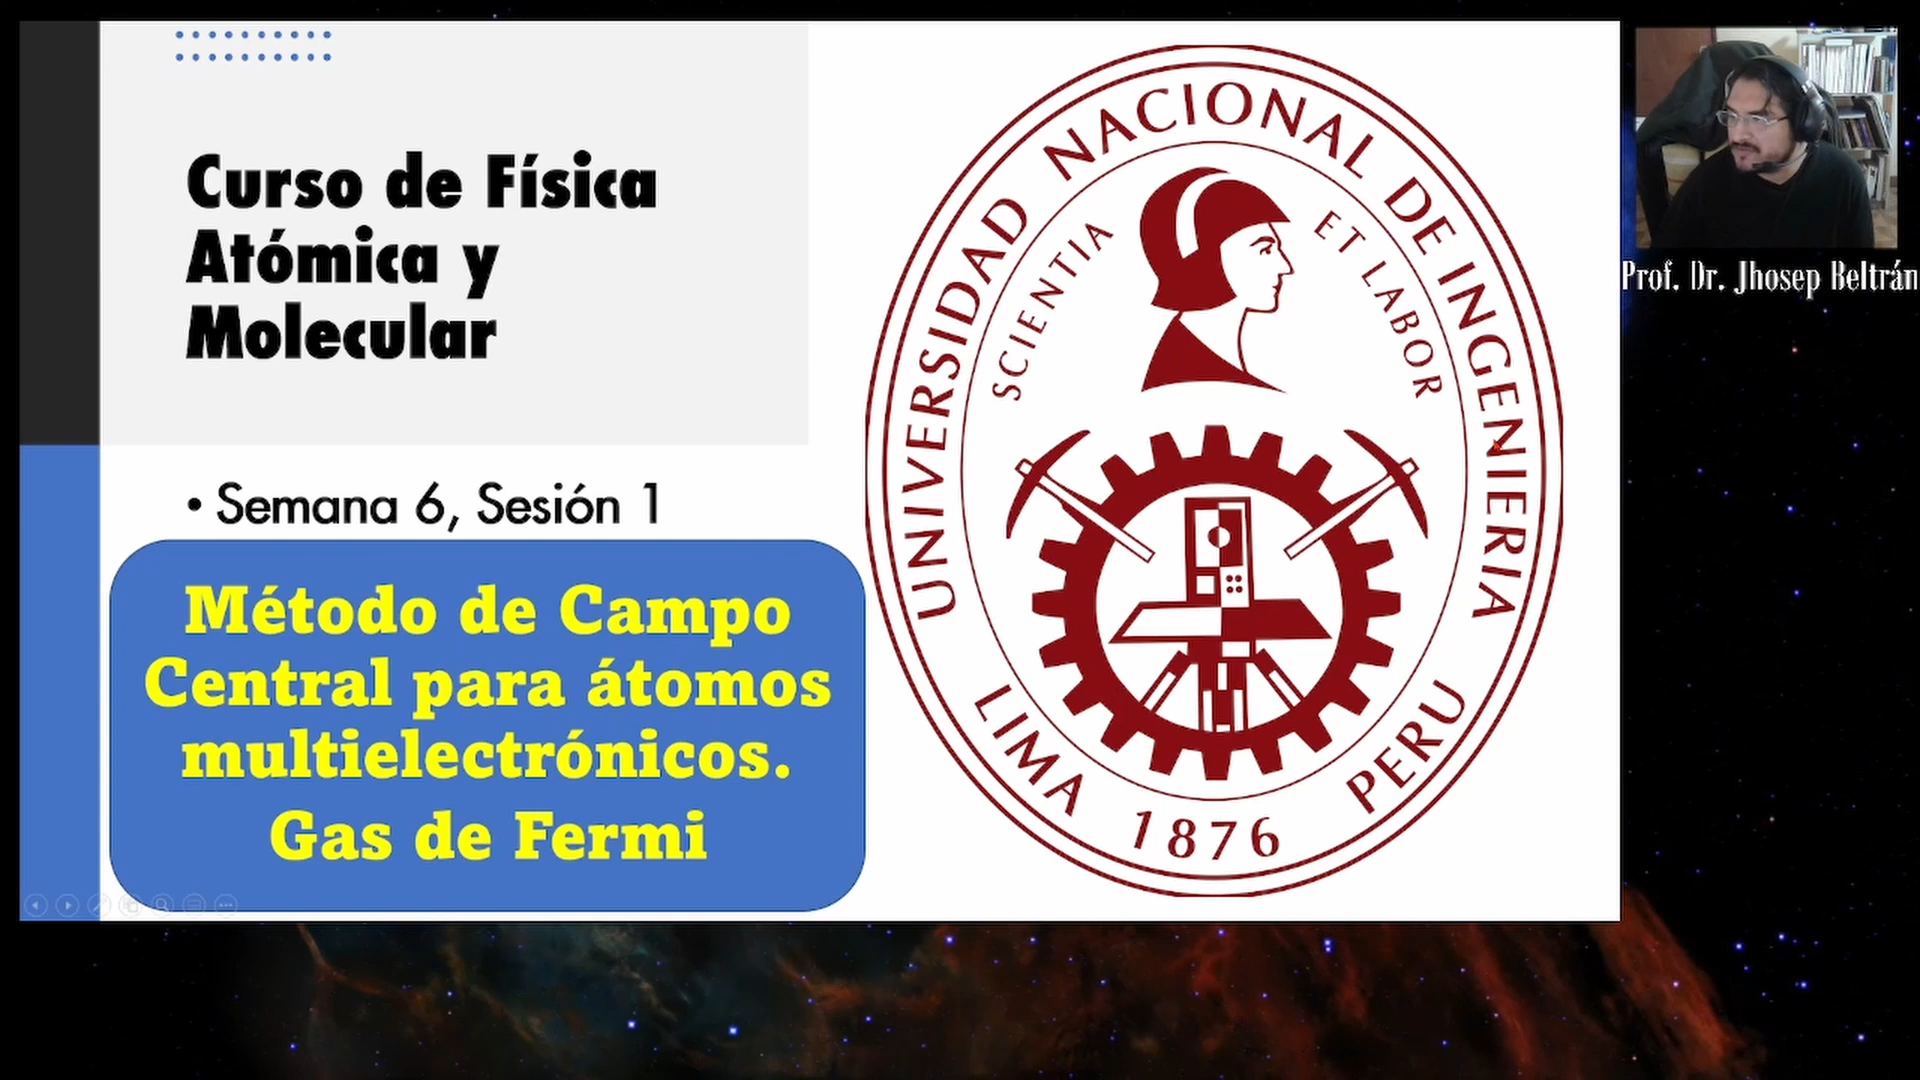 Curso de Física
Atómica y
Molecular
• Semana 6, Sesión 1
Método de Campo
Central para átomos
multielectrónicos.
Gas de Fermi
UNIVERSIDAD NACIONAL DE INGENIERIA
SCIENTIA ET LABOR
LIMA 1876 PERU
Prof. Dr. Jhosep Beltrán